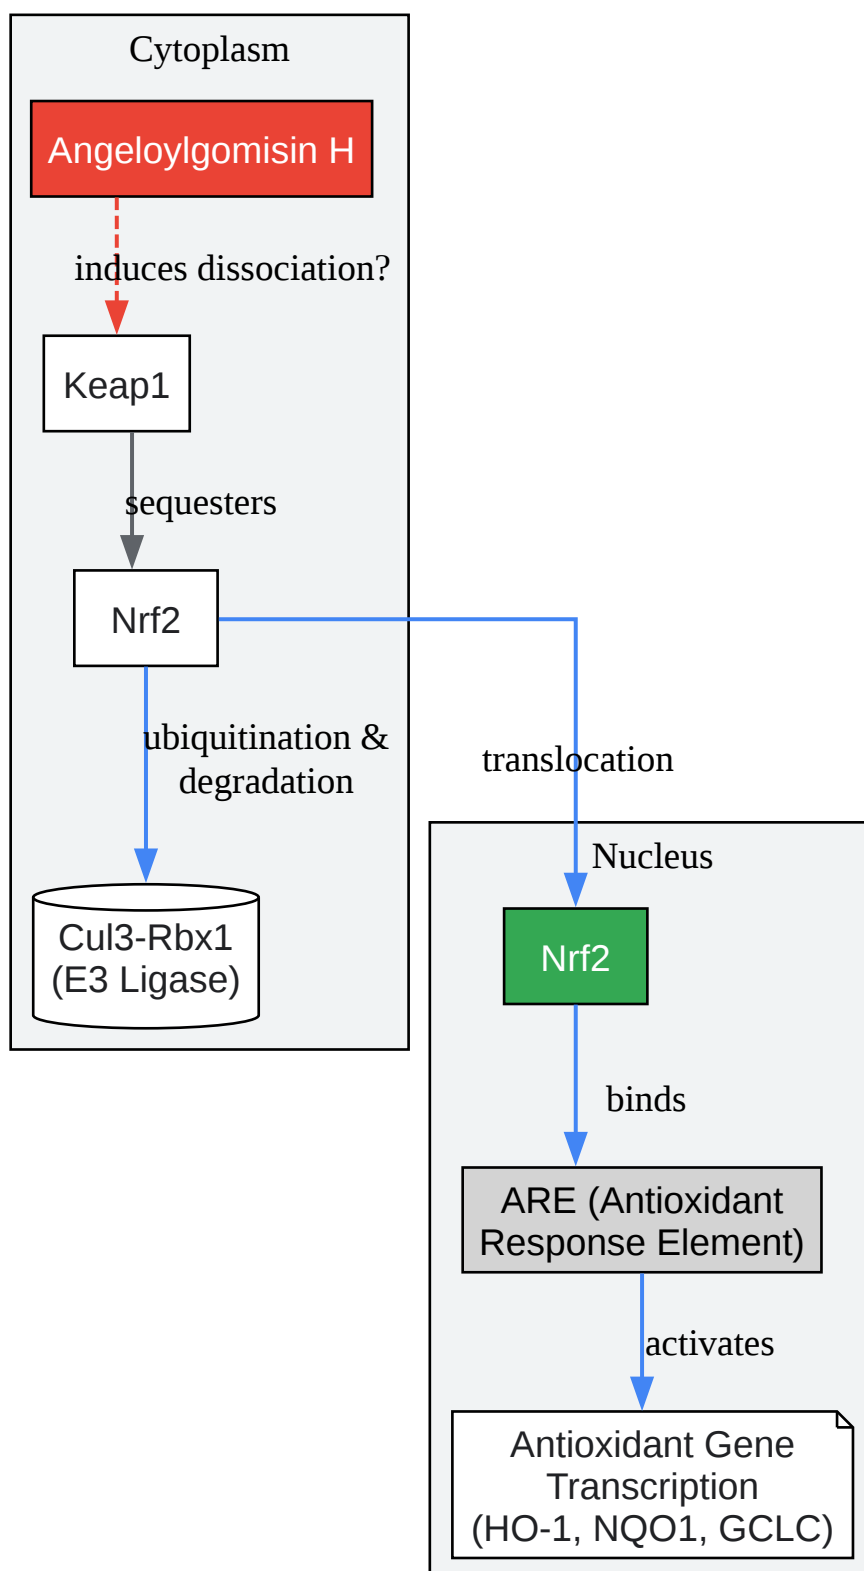 Cytoplasm
Angeloylgomisin H
induces dissociation?
Keap1
sequesters
Nrf2
ubiquitination &
degradation
translocation
Cul3-Rbx1
(E3 Ligase)
Nucleus
Nrf2
binds
ARE (Antioxidant
Response Element)
activates
Antioxidant Gene
Transcription
(HO-1, NQO1, GCLC)